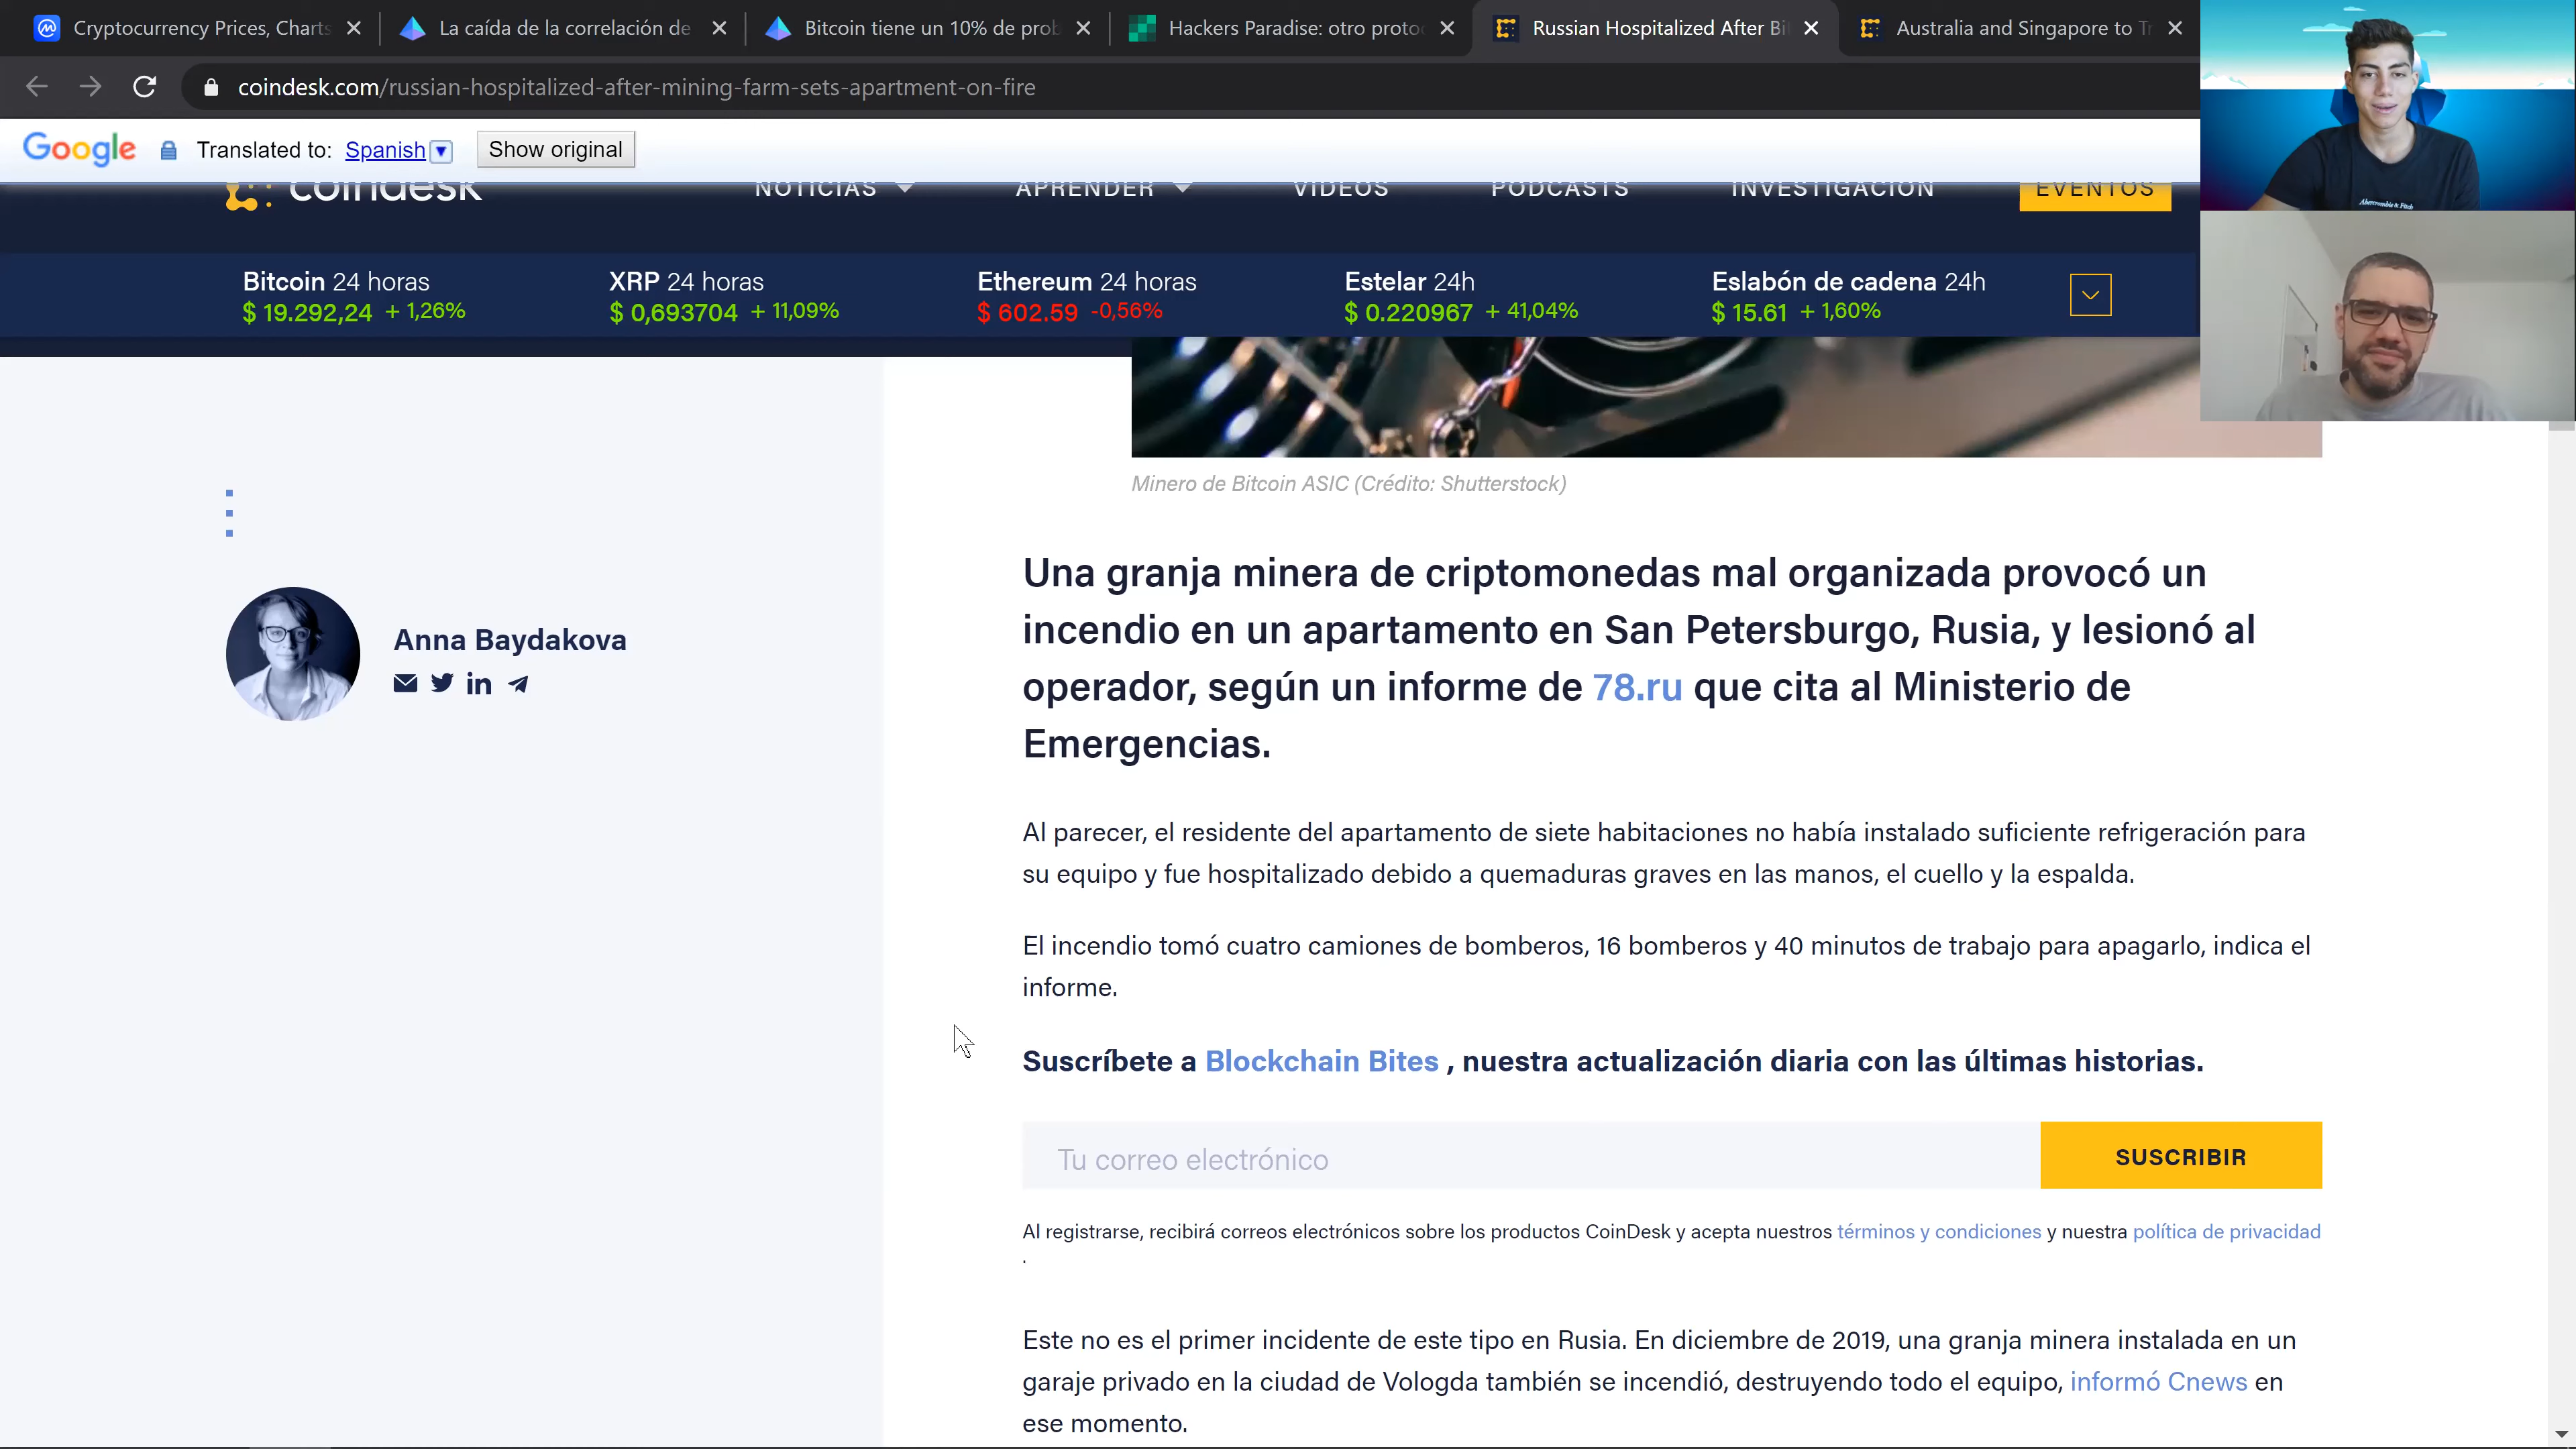 Cryptocurrency Prices, Charts
La caída de la correlación de
Bitcoin tiene un 10% de prob
Hackers Paradise: otro proto
Russian Hospitalized After Bi
Australia and Singapore to Tr
coindesk.com/russian-hospitalized-after-mining-farm-sets-apartment-on-fire
Google Translated to: Spanish Show original
coindesk NOTICIAS APRENDER VIDEOS PODCASTS INVESTIGACIÓN EVENTOS
Bitcoin 24 horas
$ 19.292,24 + 1,26%
XRP 24 horas
$ 0,693704 + 11,09%
Ethereum 24 horas
$ 602.59 -0,56%
Estelar 24h
$ 0.220967 + 41,04%
Eslabón de cadena 24h
$ 15.61 + 1,60%
Abercrombie & Fitch
Minero de Bitcoin ASIC (Crédito: Shutterstock)
Anna Baydakova
Una granja minera de criptomonedas mal organizada provocó un
incendio en un apartamento en San Petersburgo, Rusia, y lesionó al
operador, según un informe de 78.ru que cita al Ministerio de
Emergencias.
Al parecer, el residente del apartamento de siete habitaciones no había instalado suficiente refrigeración para
su equipo y fue hospitalizado debido a quemaduras graves en las manos, el cuello y la espalda.
El incendio tomó cuatro camiones de bomberos, 16 bomberos y 40 minutos de trabajo para apagarlo, indica el
informe.
Suscríbete a Blockchain Bites , nuestra actualización diaria con las últimas historias.
Tu correo electrónico
SUSCRIBIR
Al registrarse, recibirá correos electrónicos sobre los productos CoinDesk y acepta nuestros términos y condiciones y nuestra política de privacidad
.
Este no es el primer incidente de este tipo en Rusia. En diciembre de 2019, una granja minera instalada en un
garaje privado en la ciudad de Vologda también se incendió, destruyendo todo el equipo, informó Cnews en
ese momento.